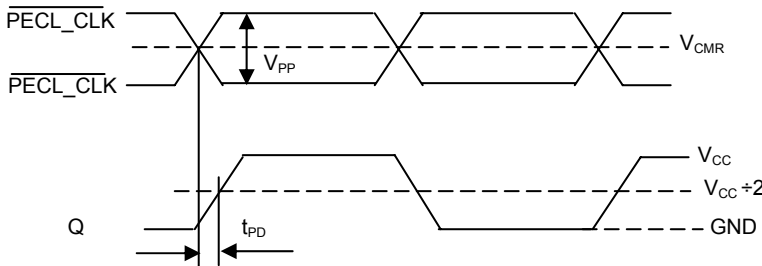 PECL_CLK
V_CMR
V_PP
PECL_CLK
V_CC
V_CC ÷2
Q
t_PD
GND